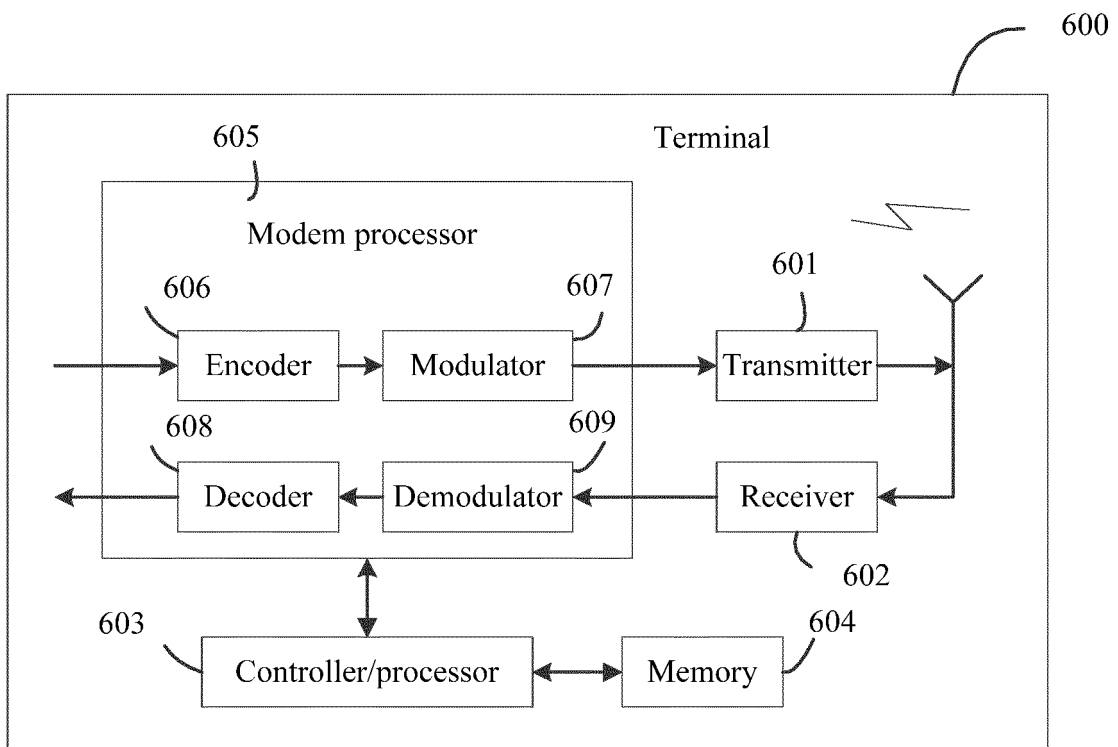 600
Terminal
605
Modem processor
601
606
607
Encoder
Modulator
Transmitter
608
609
Decoder
Demodulator
Receiver
602
603
604
Controller/processor
Memory